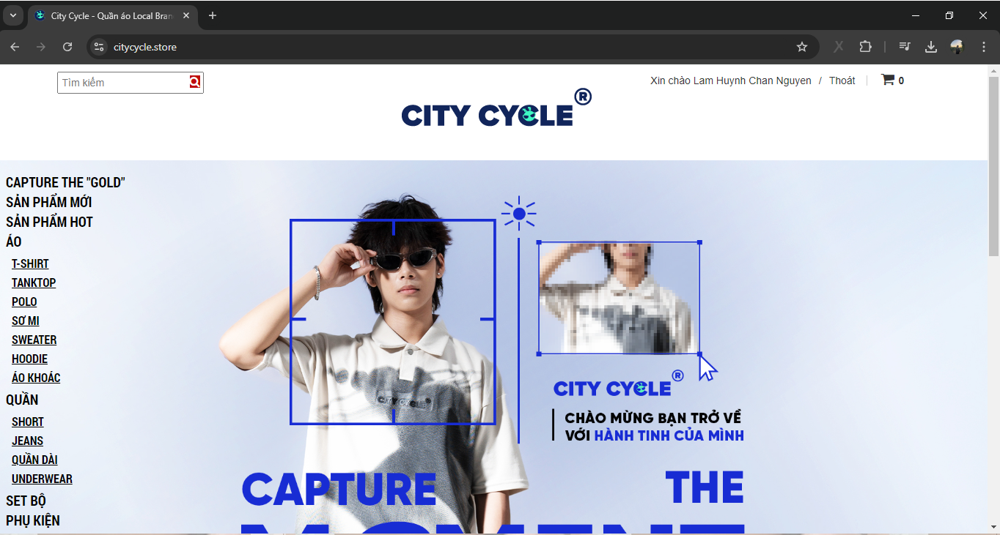 City Cycle - Quần áo Local Bran
citycycle.store
Tìm kiếm
Xin chào Lam Huynh Chan Nguyen / Thoát
0
CITY CYCLE®
CAPTURE THE "GOLD"
SẢN PHẨM MỚI
SẢN PHẨM HOT
ÁO
T-SHIRT
TANKTOP
POLO
SƠ MI
SWEATER
HOODIE
ÁO KHOÁC
QUẦN
SHORT
JEANS
QUẦN DÀI
UNDERWEAR
SET BỘ
PHỤ KIỆN
CITY CYCLE®
CITY CYCLE®
CHÀO MỪNG BẠN TRỞ VỀ
VỚI HÀNH TINH CỦA MÌNH
CAPTURE THE